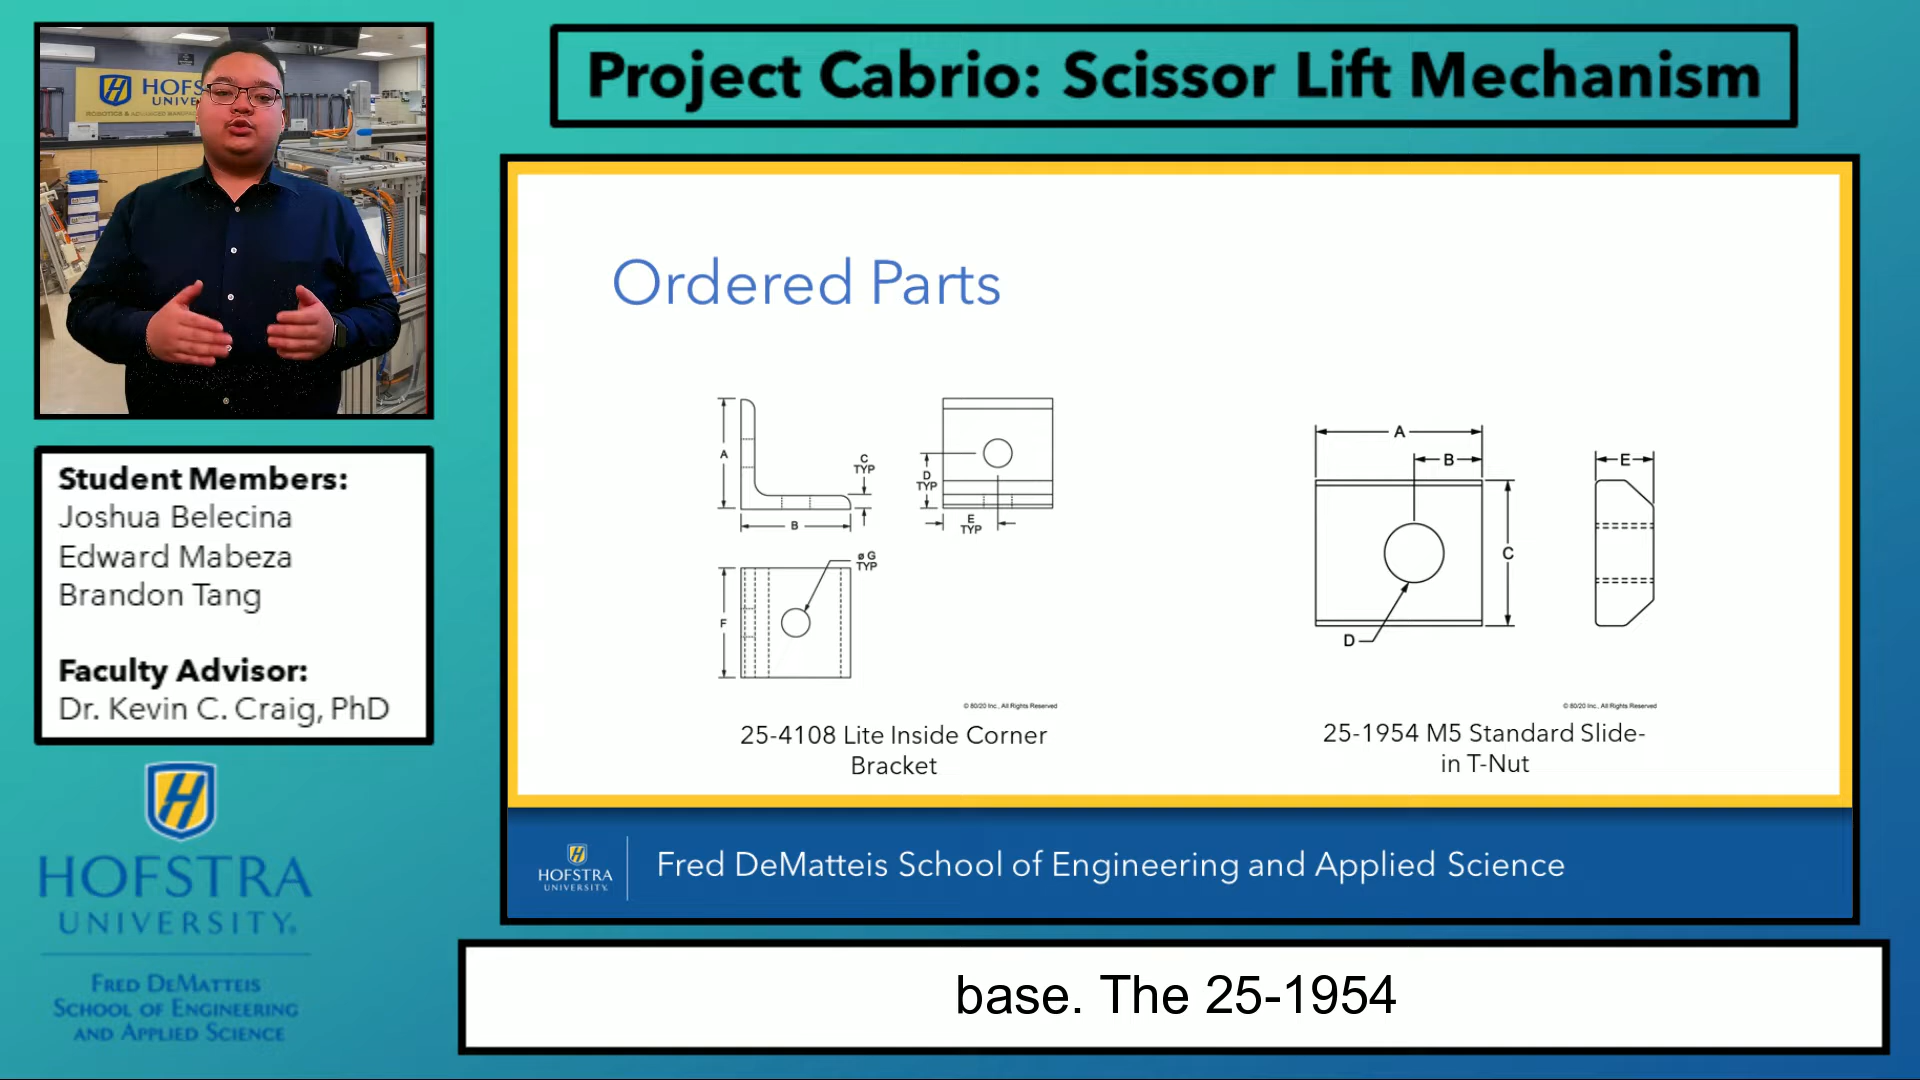 Project Cabrio: Scissor Lift Mechanism
HOFS
UNIVE
Student Members:
Joshua Belecina
Edward Mabeza
Brandon Tang
Faculty Advisor:
Dr. Kevin C. Craig, PhD
HOFSTRA
UNIVERSITY®
FRED DEMATTEIS
SCHOOL OF ENGINEERING
AND APPLIED SCIENCE
Ordered Parts
A
B
C
TYP
D
TYP
E
TYP
ø G
TYP
F
© 80/20 Inc., All Rights Reserved
25-4108 Lite Inside Corner
Bracket
A
B
C
D
E
© 80/20 Inc., All Rights Reserved
25-1954 M5 Standard Slide-
in T-Nut
HOFSTRA
UNIVERSITY.
Fred DeMatteis School of Engineering and Applied Science
base. The 25-1954